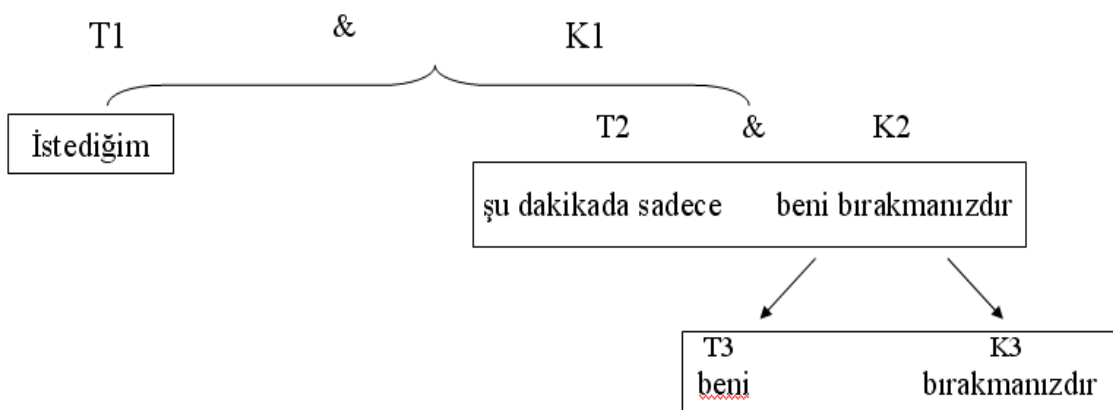 T1 & K1
İstediğim
T2 & K2
şu dakikada sadece beni bırakmanızdır
T3 K3
beni bırakmanızdır